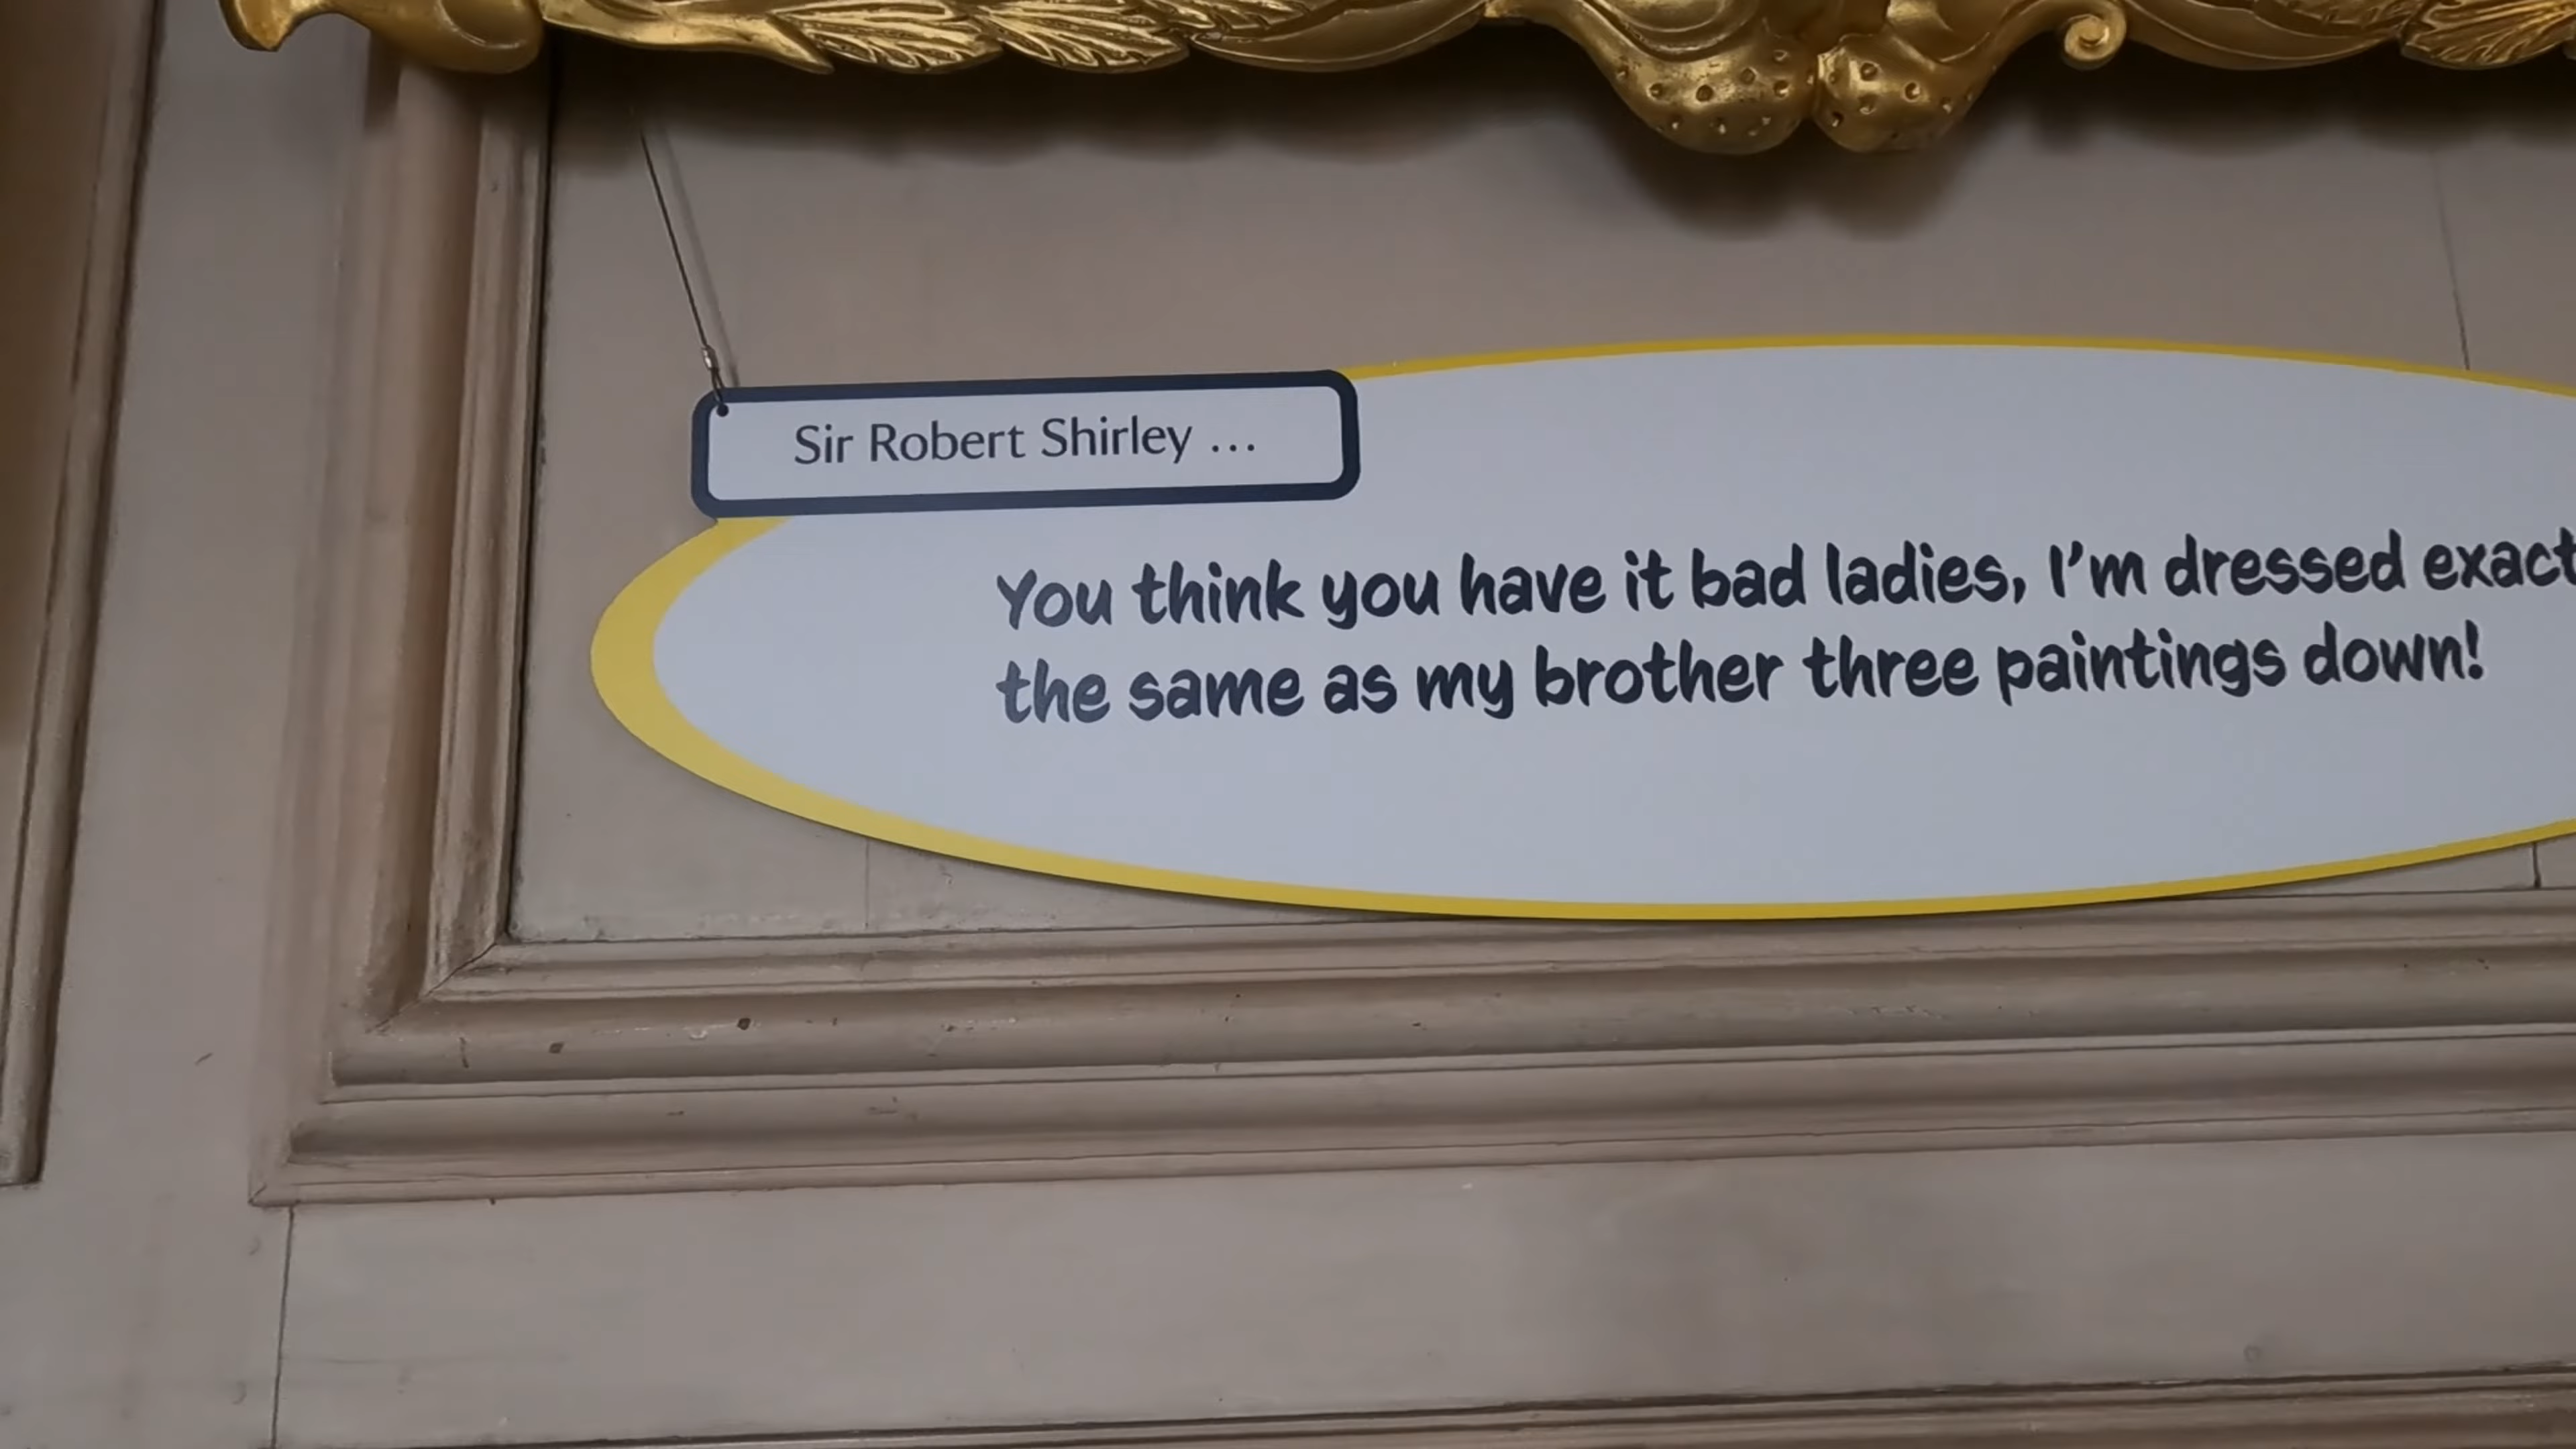 Sir Robert Shirley ...
You think you have it bad ladies, I'm dressed exact
the same as my brother three paintings down!